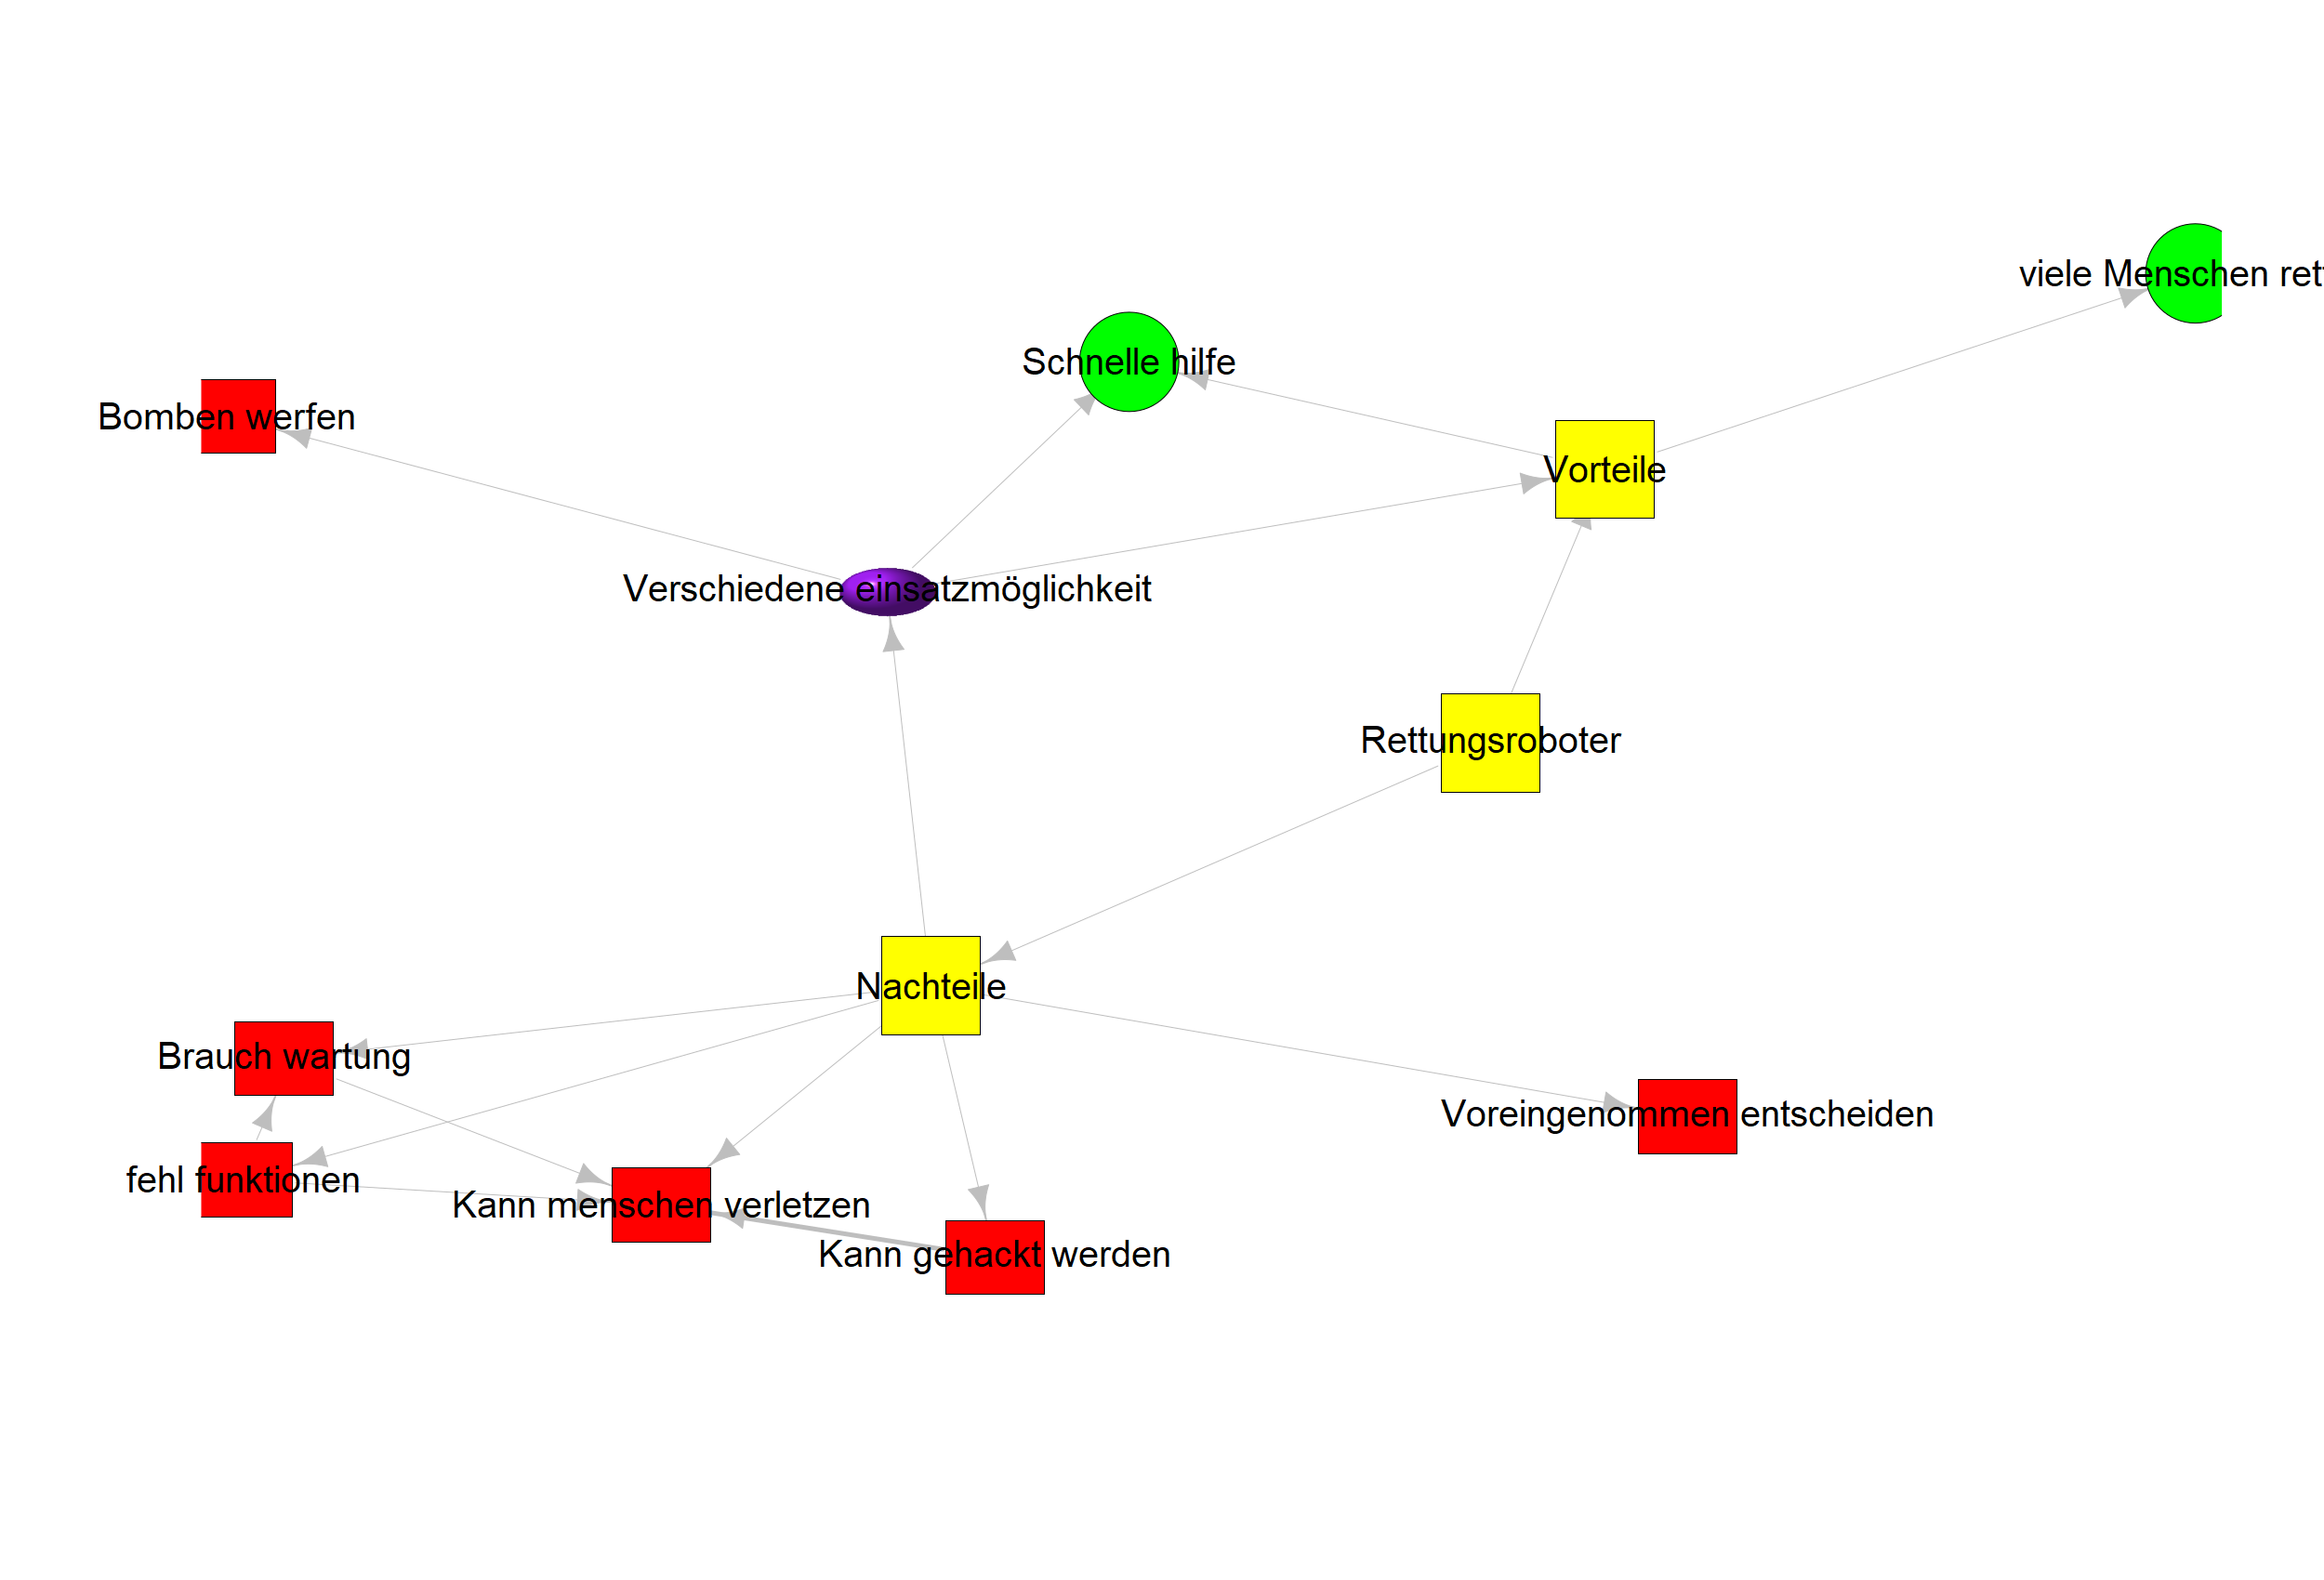 viele Menschen ret
Schnelle hilfe
Bomben werfen
Vorteile
Verschiedene einsatzmöglichkeit
Rettungsroboter
Nachteile
Brauch wartung
Voreingenommen entscheiden
fehl funktionen
Kann menschen verletzen
Kann gehackt werden